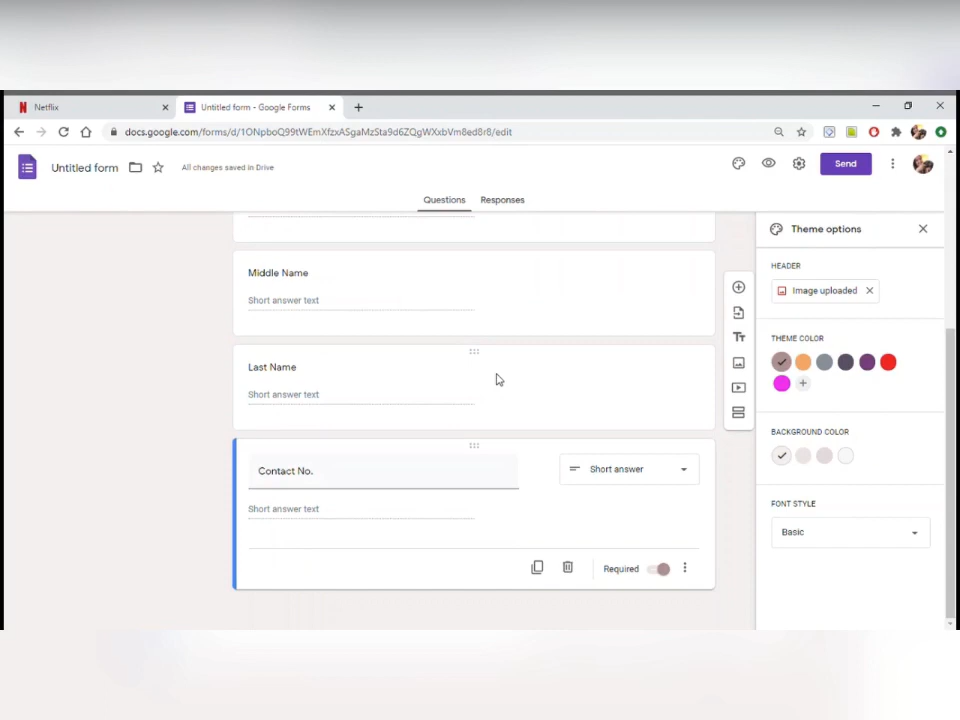 Netflix
Untitled form - Google Forms
docs.google.com/forms/d/1ONpboQ99tWEmXfzxASgaMzSta9d6ZQgWXxbVm8ed8r8/edit
Untitled form
All changes saved in Drive
Send
Questions
Responses
Middle Name
Short answer text
Last Name
Short answer text
Contact No.
Short answer
Short answer text
Required
Theme options
HEADER
Image uploaded
THEME COLOR
BACKGROUND COLOR
FONT STYLE
Basic